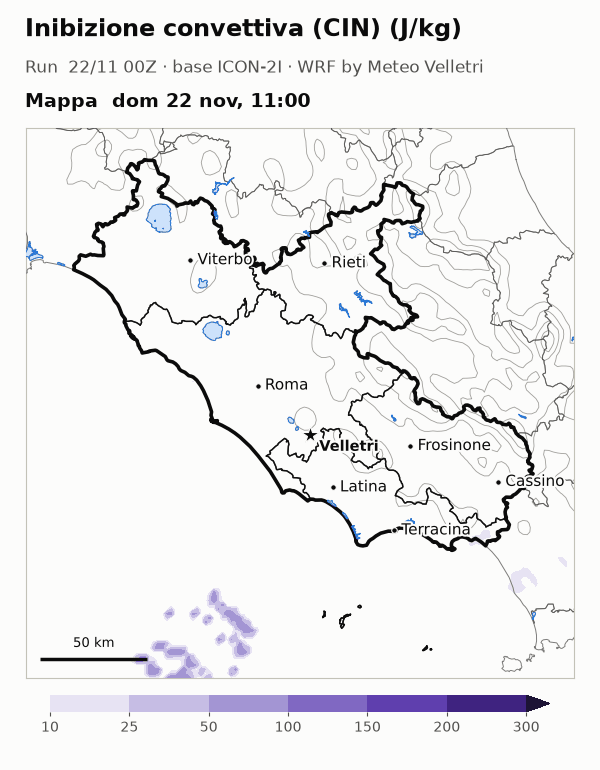 Inibizione convettiva (CIN) (J/kg)
Run 22/11 00Z · base ICON-2I · WRF by Meteo Velletri
Mappa dom 22 nov, 11:00
Viterbo
Rieti
Roma
Velletri
Frosinone
Cassino
Latina
Terracina
50 km
10 25 50 100 150 200 300